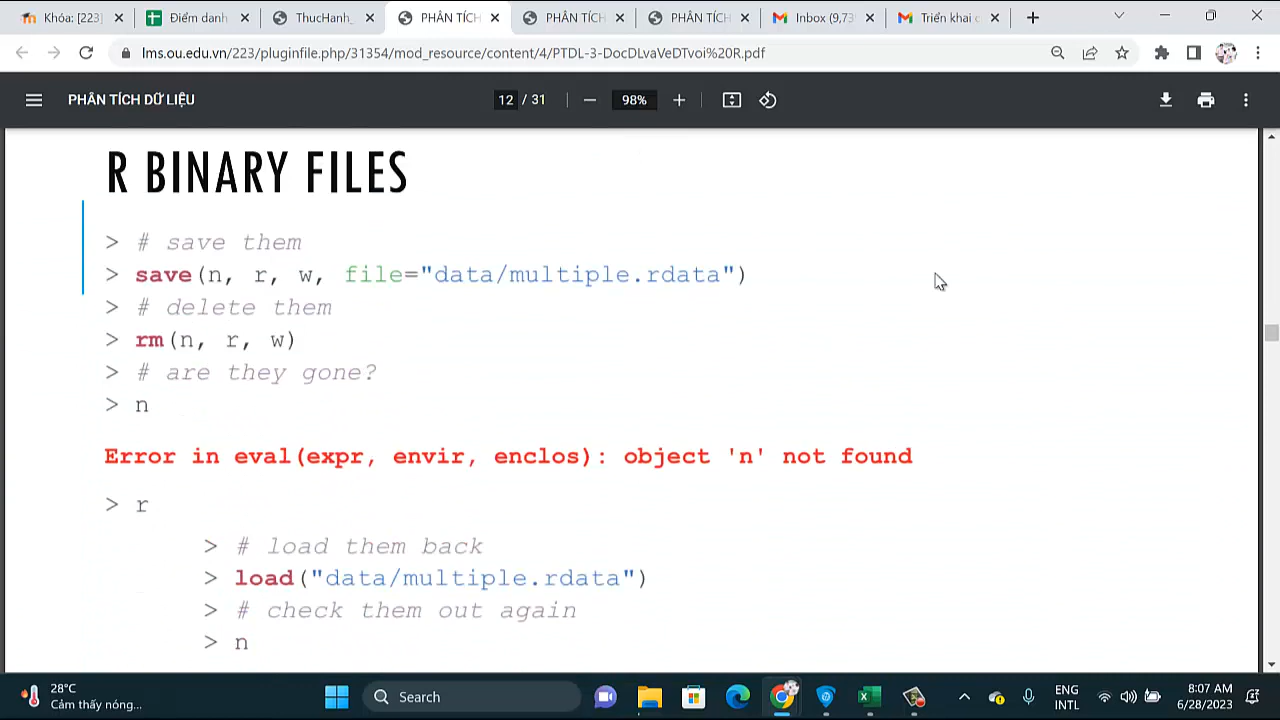 Khóa: [223]
Điểm danh
ThucHanh_
PHÂN TÍCH
PHÂN TÍCH
PHÂN TÍCH
Inbox (9,73
Triển khai c
lms.ou.edu.vn/223/pluginfile.php/31354/mod_resource/content/4/PTDL-3-DocDLvaVeDTvoi%20R.pdf
PHÂN TÍCH DỮ LIỆU
12 / 31
98%
R BINARY FILES
> # save them
> save(n, r, w, file="data/multiple.rdata")
> # delete them
> rm(n, r, w)
> # are they gone?
> n
Error in eval(expr, envir, enclos): object 'n' not found
> r
> # load them back
> load("data/multiple.rdata")
> # check them out again
> n
28°C
Cảm thấy nóng...
Search
ENG
INTL
8:07 AM
6/28/2023